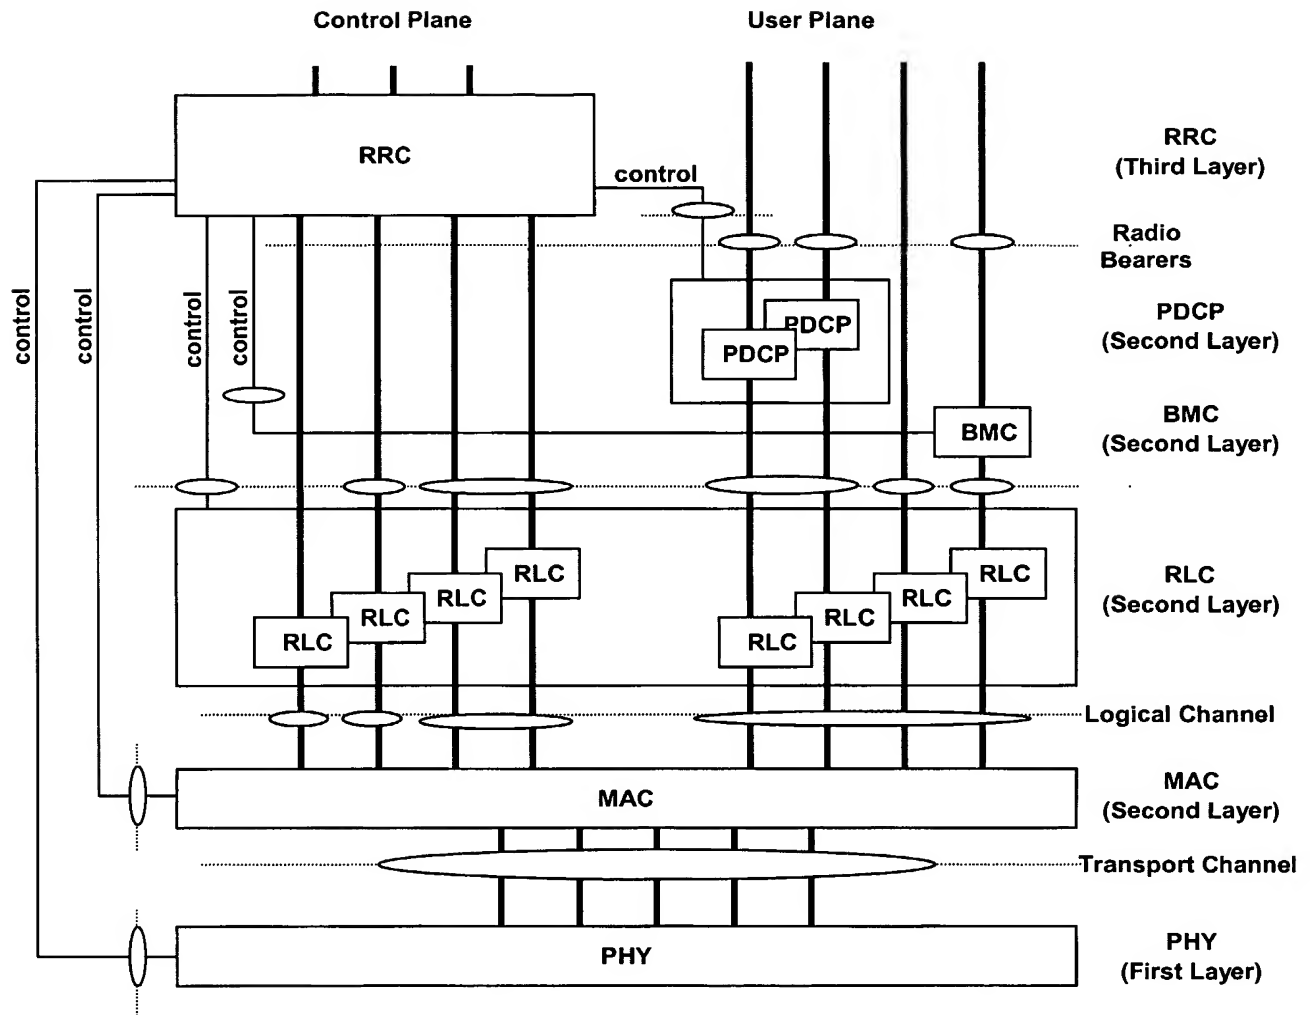 Control Plane
User Plane
RRC
control
RRC
(Third Layer)
Radio
Bearers
control
control
control
control
PDCP
PDCP
PDCP
(Second Layer)
BMC
BMC
(Second Layer)
RLC
RLC
RLC
RLC
RLC
RLC
RLC
RLC
RLC
(Second Layer)
Logical Channel
MAC
MAC
(Second Layer)
Transport Channel
PHY
PHY
(First Layer)